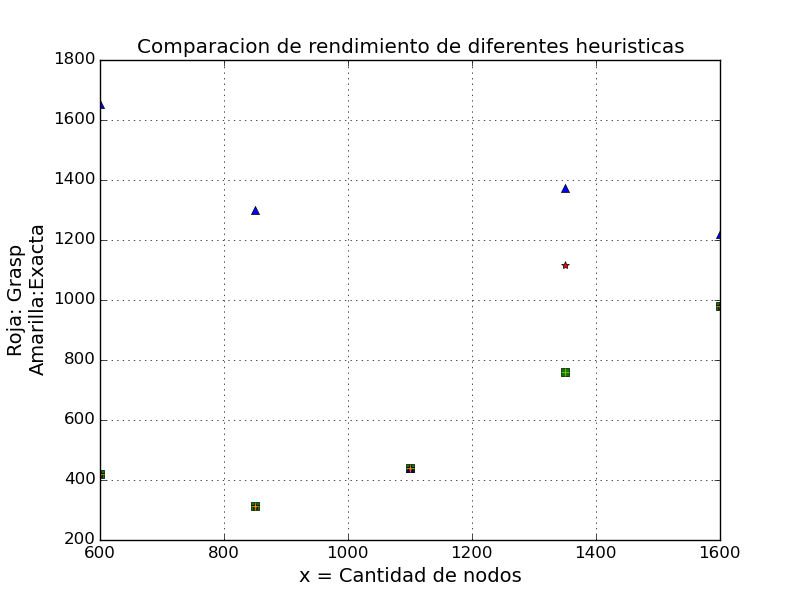 Comparacion de rendimiento de diferentes heuristicas
1800
1600
1400
1200
1000
800
600
400
200
Roja: Grasp
Amarilla:Exacta
600 800 1000 1200 1400 1600
x = Cantidad de nodos